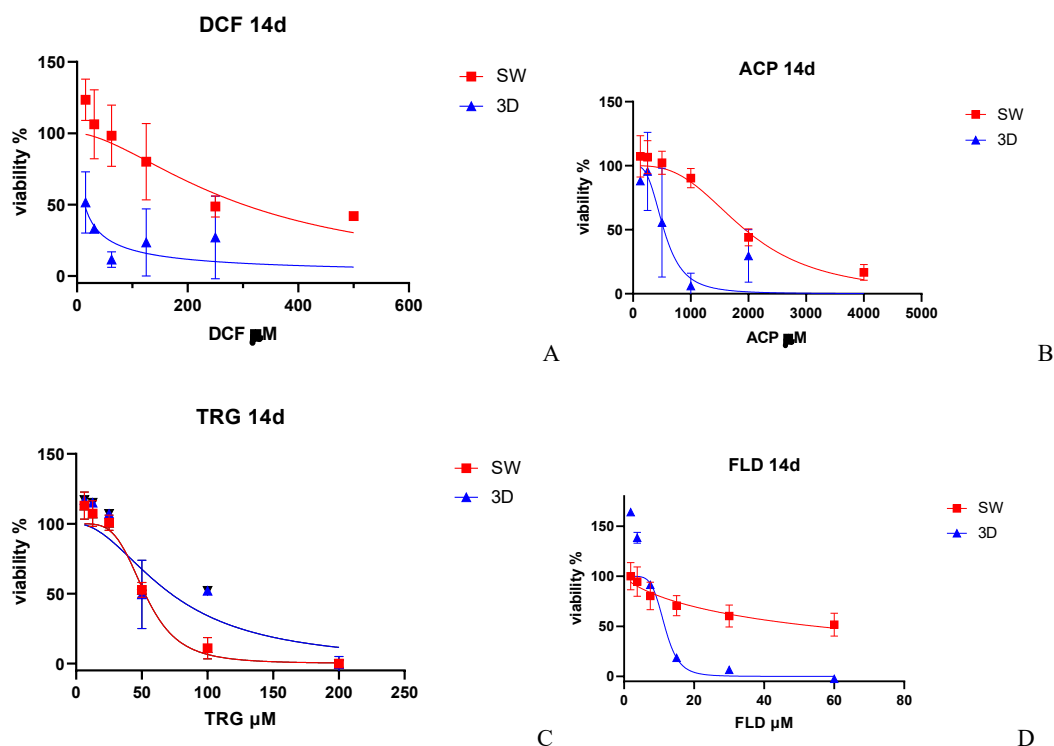 DCF 14d
150
100
50
0
viability %
0 200 400 600
DCF µM
SW
3D
A
ACP 14d
150
100
50
0
viability %
0 1000 2000 3000 4000 5000
ACP µM
SW
3D
B
TRG 14d
150
100
50
0
viability %
0 50 100 150 200 250
TRG µM
SW
3D
C
FLD 14d
150
100
50
0
viability %
0 20 40 60 80
FLD µM
SW
3D
D